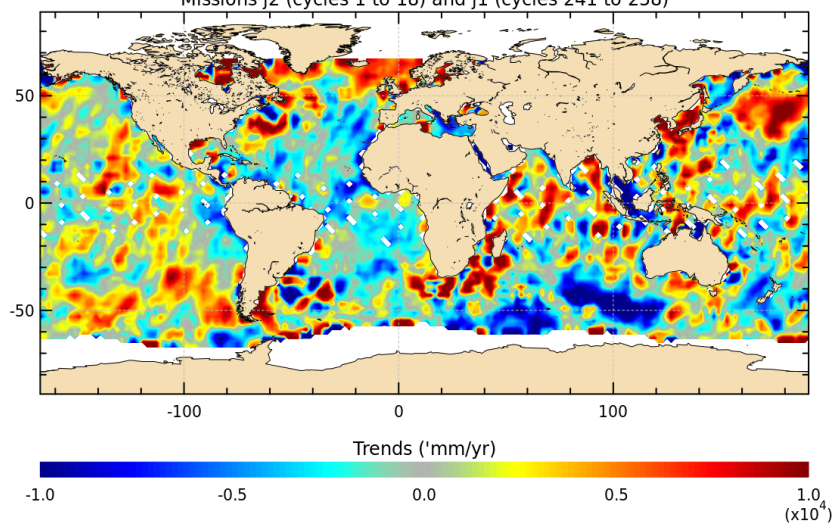 Missions j2 (cycles 1 to 18) and j1 (cycles 241 to 258)
50
0
-50
-100 0 100
Trends ('mm/yr)
-1.0 -0.5 0.0 0.5 1.0
(x10⁴)